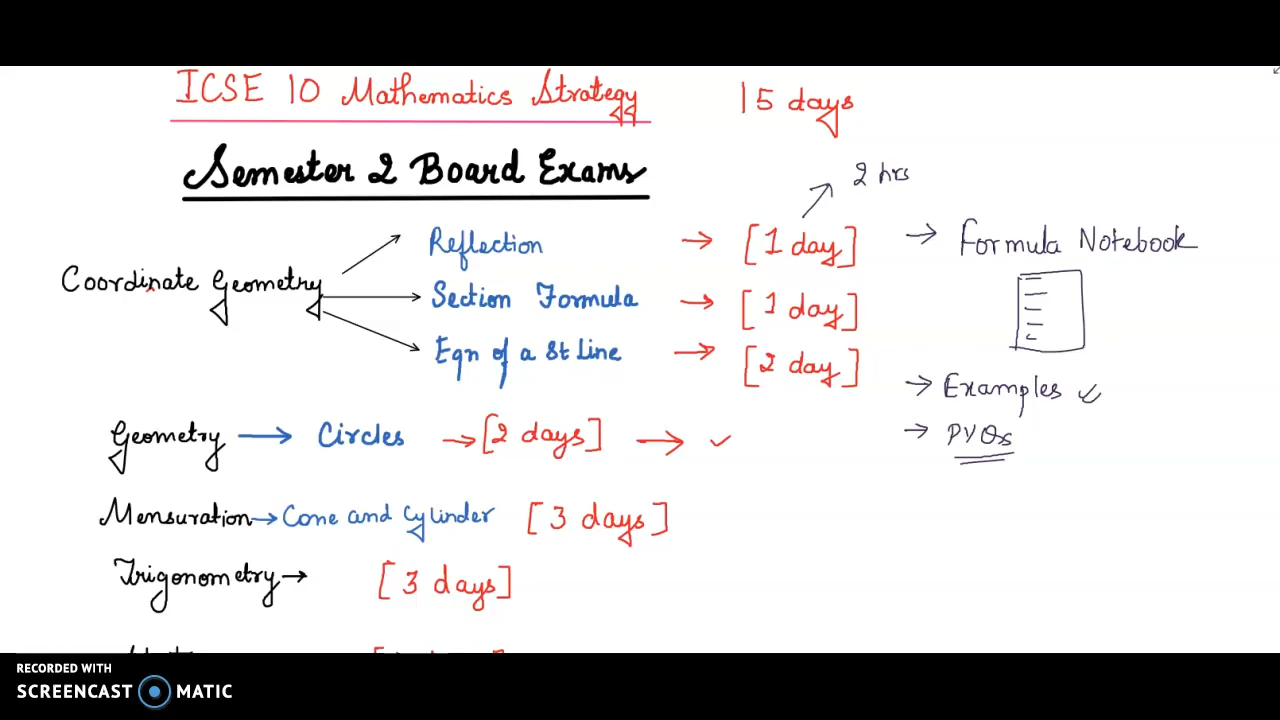 ICSE 10 Mathematics Strategy 15 days
Semester 2 Board Exams
2 hrs
Reflection → [1 day] → Formula Notebook
Coordinate Geometry
Section Formula → [1 day]
Eqn of a St Line → [2 day]
→ Examples ✓
Geometry → Circles → [2 days] → ✓
→ PYQs
Mensuration → Cone and Cylinder [3 days]
Trigonometry → [3 days]
RECORDED WITH
SCREENCAST MATIC